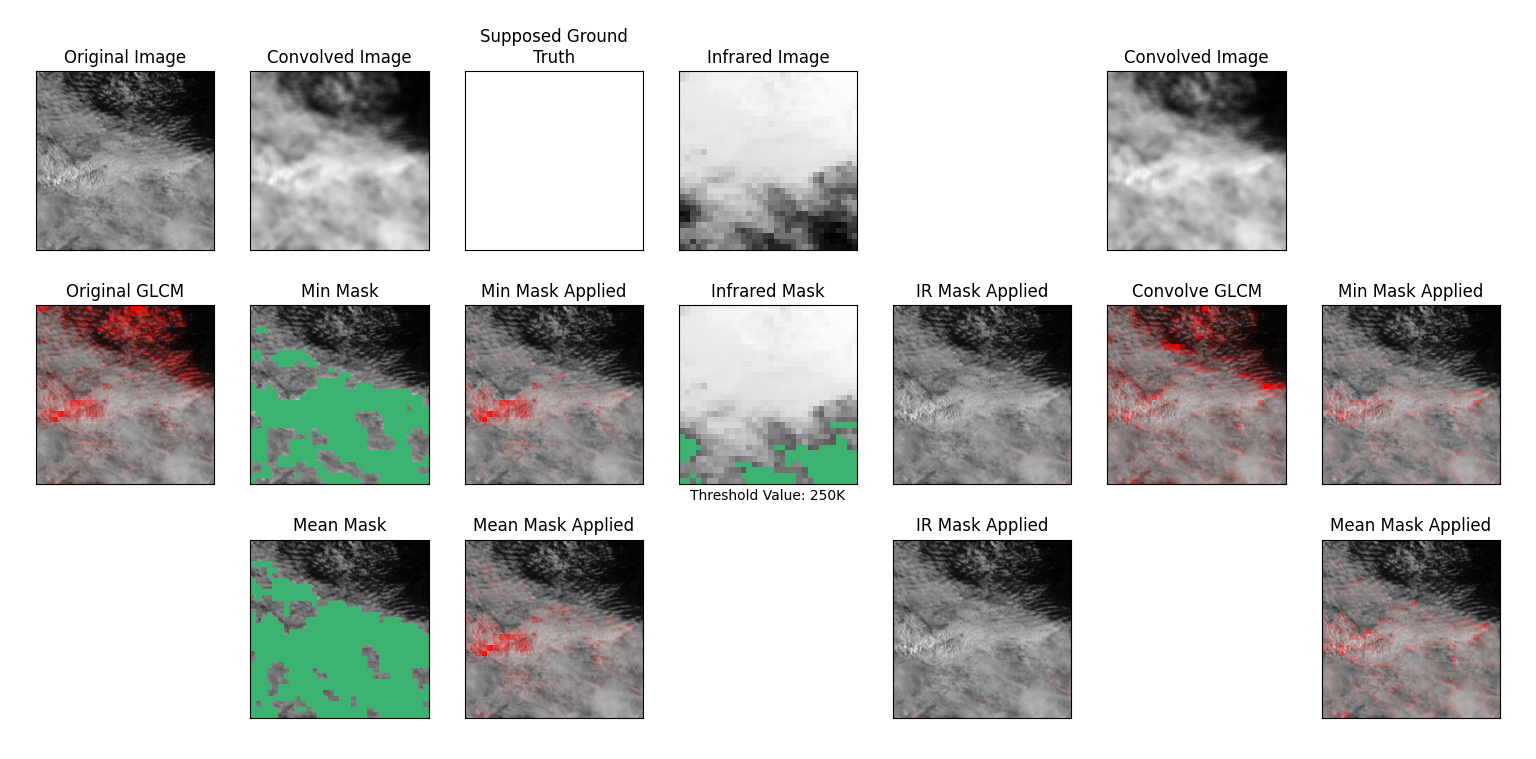 Original Image
Convolved Image
Supposed Ground
Truth
Infrared Image
Convolved Image
Original GLCM
Min Mask
Min Mask Applied
Infrared Mask
IR Mask Applied
Convolve GLCM
Min Mask Applied
Threshold Value: 250K
Mean Mask
Mean Mask Applied
IR Mask Applied
Mean Mask Applied